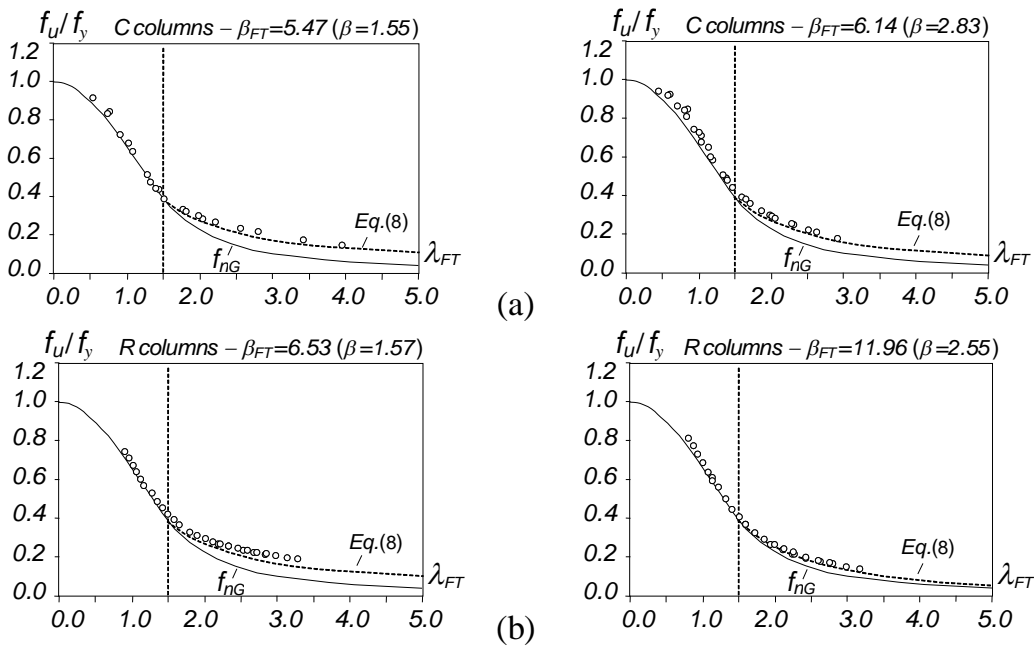 f_u/f_y C columns – β_FT=5.47 (β=1.55)
1.2
1.0
0.8
0.6
0.4
0.2
0.0
Eq.(8)
f_nG
λ_FT
0.0 1.0 2.0 3.0 4.0 5.0
f_u/f_y C columns – β_FT=6.14 (β=2.83)
1.2
1.0
0.8
0.6
0.4
0.2
0.0
Eq.(8)
f_nG
λ_FT
0.0 1.0 2.0 3.0 4.0 5.0
(a)
f_u/f_y R columns – β_FT=6.53 (β=1.57)
1.2
1.0
0.8
0.6
0.4
0.2
0.0
Eq.(8)
f_nG
λ_FT
0.0 1.0 2.0 3.0 4.0 5.0
f_u/f_y R columns – β_FT=11.96 (β=2.55)
1.2
1.0
0.8
0.6
0.4
0.2
0.0
Eq.(8)
f_nG
λ_FT
0.0 1.0 2.0 3.0 4.0 5.0
(b)